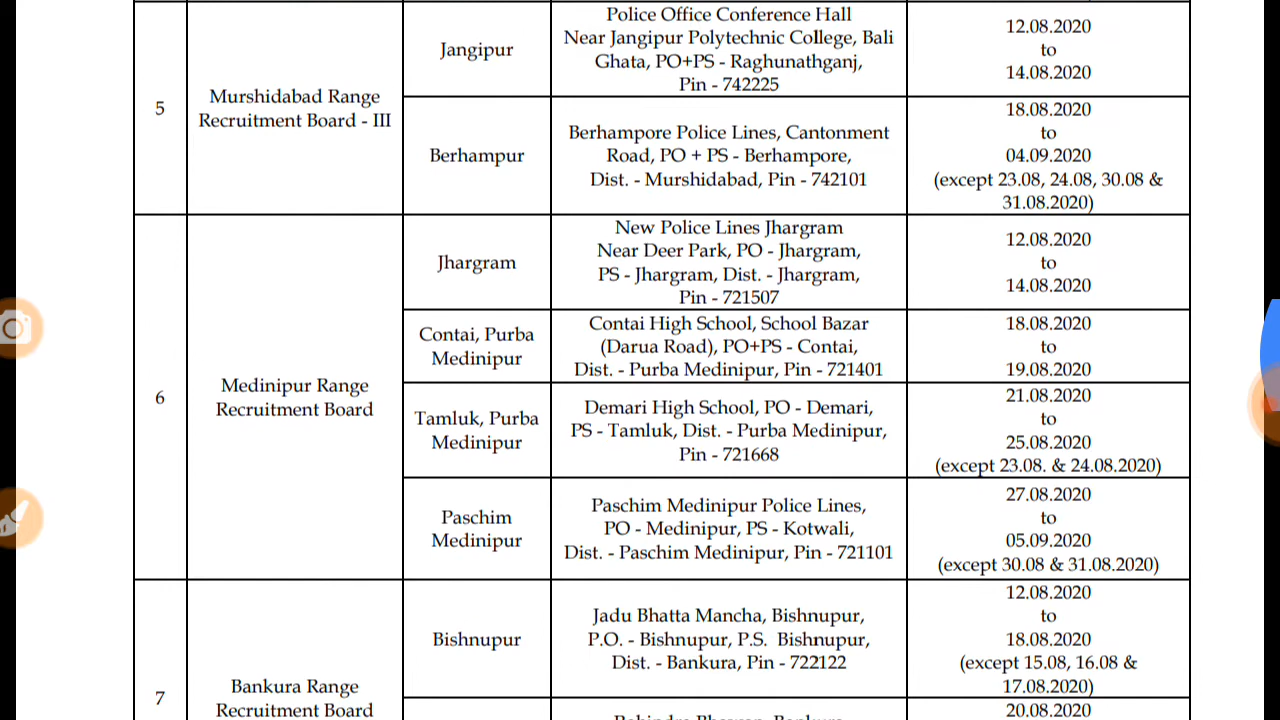 5
Murshidabad Range
Recruitment Board - III
Jangipur
Police Office Conference Hall
Near Jangipur Polytechnic College, Bali
Ghata, PO+PS - Raghunathganj,
Pin - 742225
12.08.2020
to
14.08.2020
Berhampur
Berhampore Police Lines, Cantonment
Road, PO + PS - Berhampore,
Dist. - Murshidabad, Pin - 742101
18.08.2020
to
04.09.2020
(except 23.08, 24.08, 30.08 &
31.08.2020)
6
Medinipur Range
Recruitment Board
Jhargram
New Police Lines Jhargram
Near Deer Park, PO - Jhargram,
PS - Jhargram, Dist. - Jhargram,
Pin - 721507
12.08.2020
to
14.08.2020
Contai, Purba
Medinipur
Contai High School, School Bazar
(Darua Road), PO+PS - Contai,
Dist. - Purba Medinipur, Pin - 721401
18.08.2020
to
19.08.2020
Tamluk, Purba
Medinipur
Demari High School, PO - Demari,
PS - Tamluk, Dist. - Purba Medinipur,
Pin - 721668
21.08.2020
to
25.08.2020
(except 23.08. & 24.08.2020)
Paschim
Medinipur
Paschim Medinipur Police Lines,
PO - Medinipur, PS - Kotwali,
Dist. - Paschim Medinipur, Pin - 721101
27.08.2020
to
05.09.2020
(except 30.08 & 31.08.2020)
7
Bankura Range
Recruitment Board
Bishnupur
Jadu Bhatta Mancha, Bishnupur,
P.O. - Bishnupur, P.S. Bishnupur,
Dist. - Bankura, Pin - 722122
12.08.2020
to
18.08.2020
(except 15.08, 16.08 &
17.08.2020)
20.08.2020